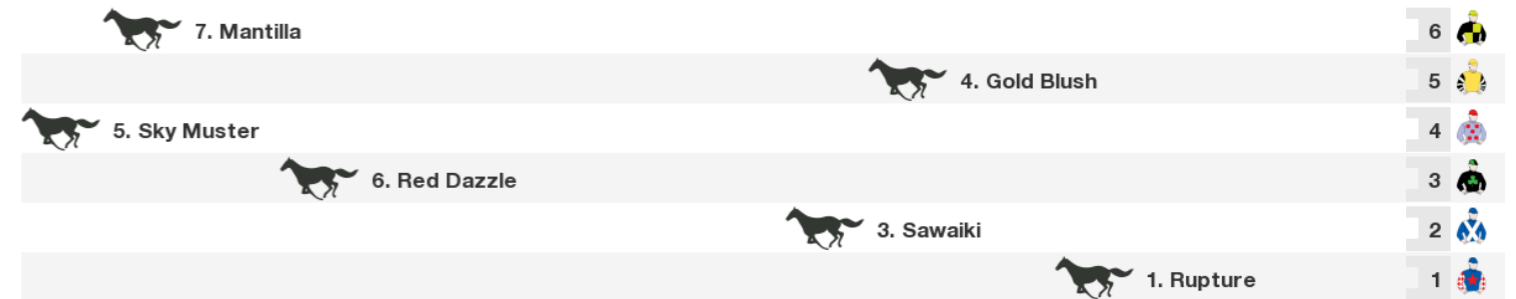 7. Mantilla 6
4. Gold Blush 5
5. Sky Muster 4
6. Red Dazzle 3
3. Sawaiki 2
1. Rupture 1